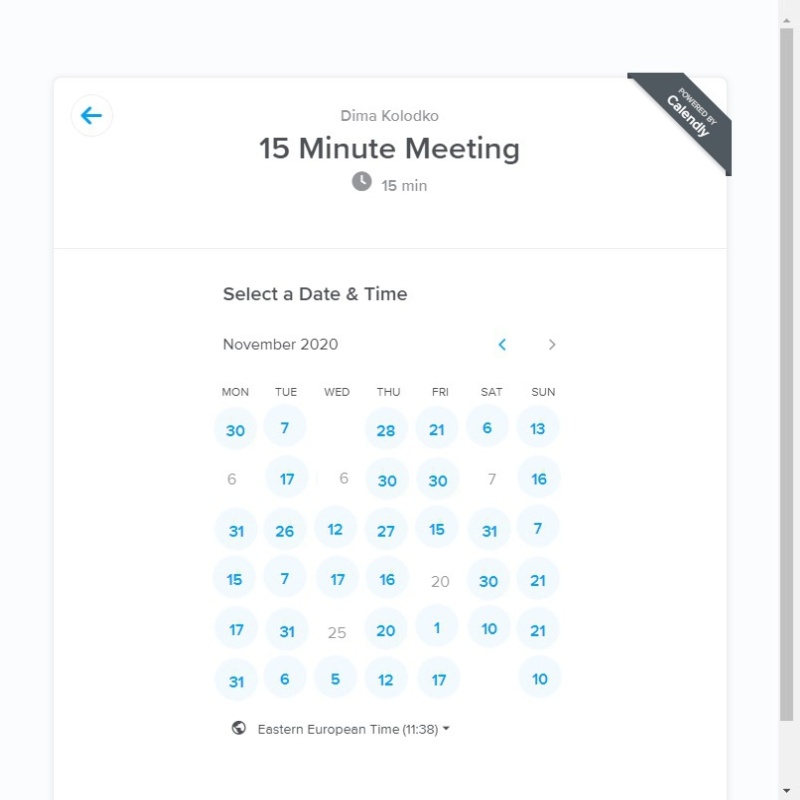 Dima Kolodko
POWERED BY
Calendly
15 Minute Meeting
15 min
Select a Date & Time
November 2020
MON TUE WED THU FRI SAT SUN
30 7 28 21 6 13
6 17 6 30 30 7 16
31 26 12 27 15 31 7
15 7 17 16 20 30 21
17 31 25 20 1 10 21
31 6 5 12 17 10
Eastern European Time (11:38)